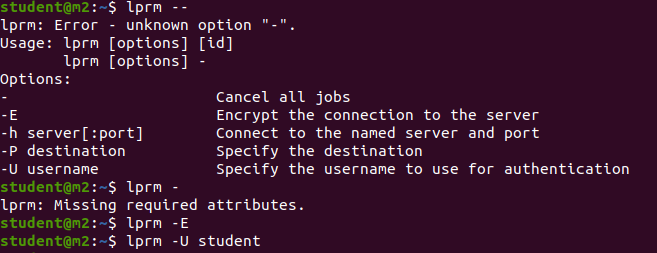 student@m2:~$ lprm --
lprm: Error - unknown option "-".
Usage: lprm [options] [id]
       lprm [options] -
Options:
-                       Cancel all jobs
-E                      Encrypt the connection to the server
-h server[:port]        Connect to the named server and port
-P destination          Specify the destination
-U username             Specify the username to use for authentication
student@m2:~$ lprm -
lprm: Missing required attributes.
student@m2:~$ lprm -E
student@m2:~$ lprm -U student